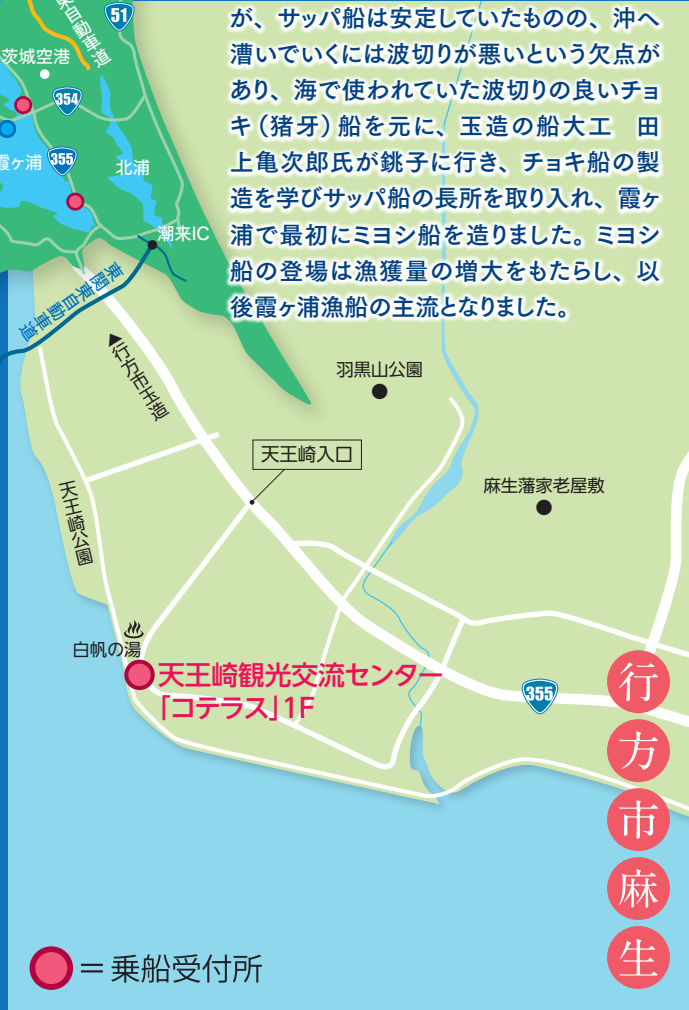 が、サッパ船は安定していたものの、沖へ
漕いでいくには波切りが悪いという欠点が
あり、海で使われていた波切りの良いチョ
キ（猪牙）船を元に、玉造の船大工　田
上亀次郎氏が銚子に行き、チョキ船の製
造を学びサッパ船の長所を取り入れ、霞ヶ
浦で最初にミヨシ船を造りました。ミヨシ
船の登場は漁獲量の増大をもたらし、以
後霞ヶ浦漁船の主流となりました。
東自動車道
51
茨城空港
354
霞ヶ浦
355
北浦
潮来IC
東関東自動車道
▲行方市玉造
羽黒山公園
天王崎入口
麻生藩家老屋敷
天王崎公園
白帆の湯
天王崎観光交流センター
「コテラス」1F
355
行方市麻生
＝乗船受付所